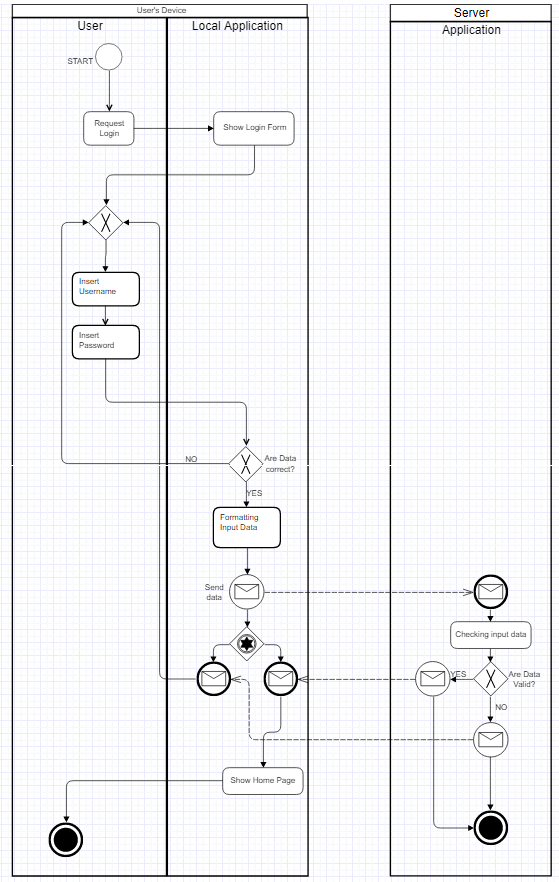 User's Device
Server
User
Local Application
Application
START
Request
Login
Show Login Form
Insert
Username
Insert
Password
NO
Are Data
correct?
YES
Formatting
Input Data
Send
data
Checking input data
YES
Are Data
Valid?
NO
Show Home Page